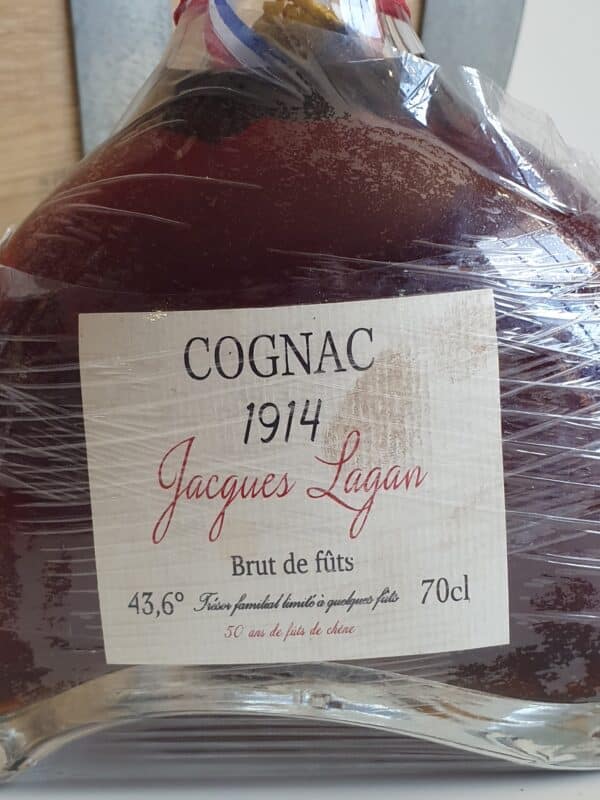 COGNAC
1914
Jacques Lagan
Brut de fûts
43,6° Trésor familial limité à quelques fûts 70cl
50 ans de fûts de chêne